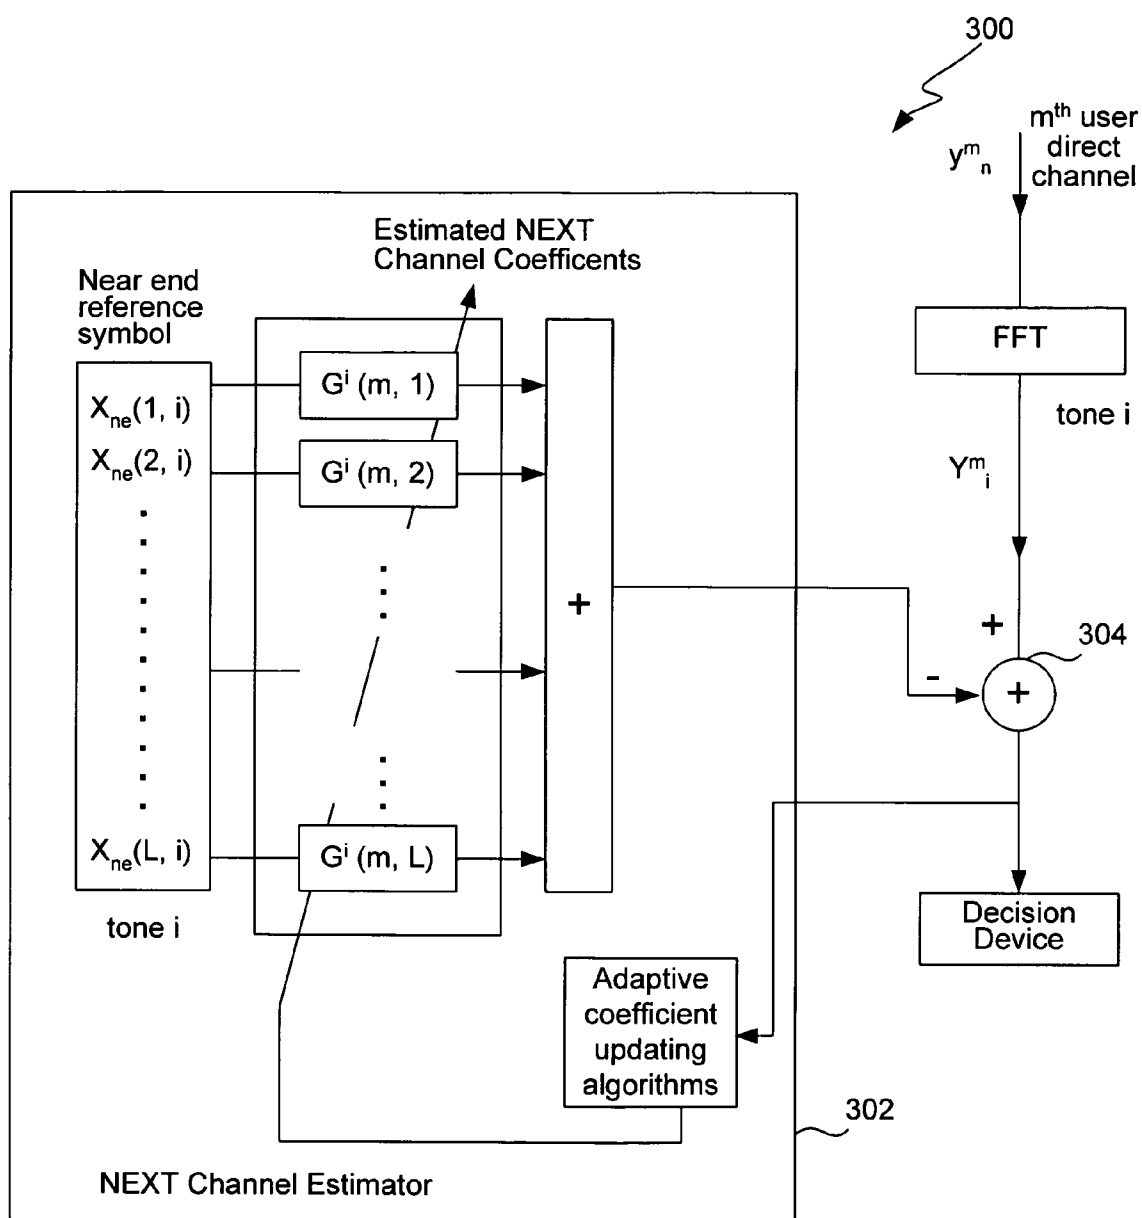 300
mth user
direct
channel
ymn
Estimated NEXT
Channel Coefficents
Near end
reference
symbol
FFT
Gi (m, 1)
Xne(1, i)
tone i
Xne(2, i)
Gi (m, 2)
Ymi
+
+
304
-
+
Xne(L, i)
Gi (m, L)
tone i
Decision
Device
Adaptive
coefficient
updating
algorithms
302
NEXT Channel Estimator